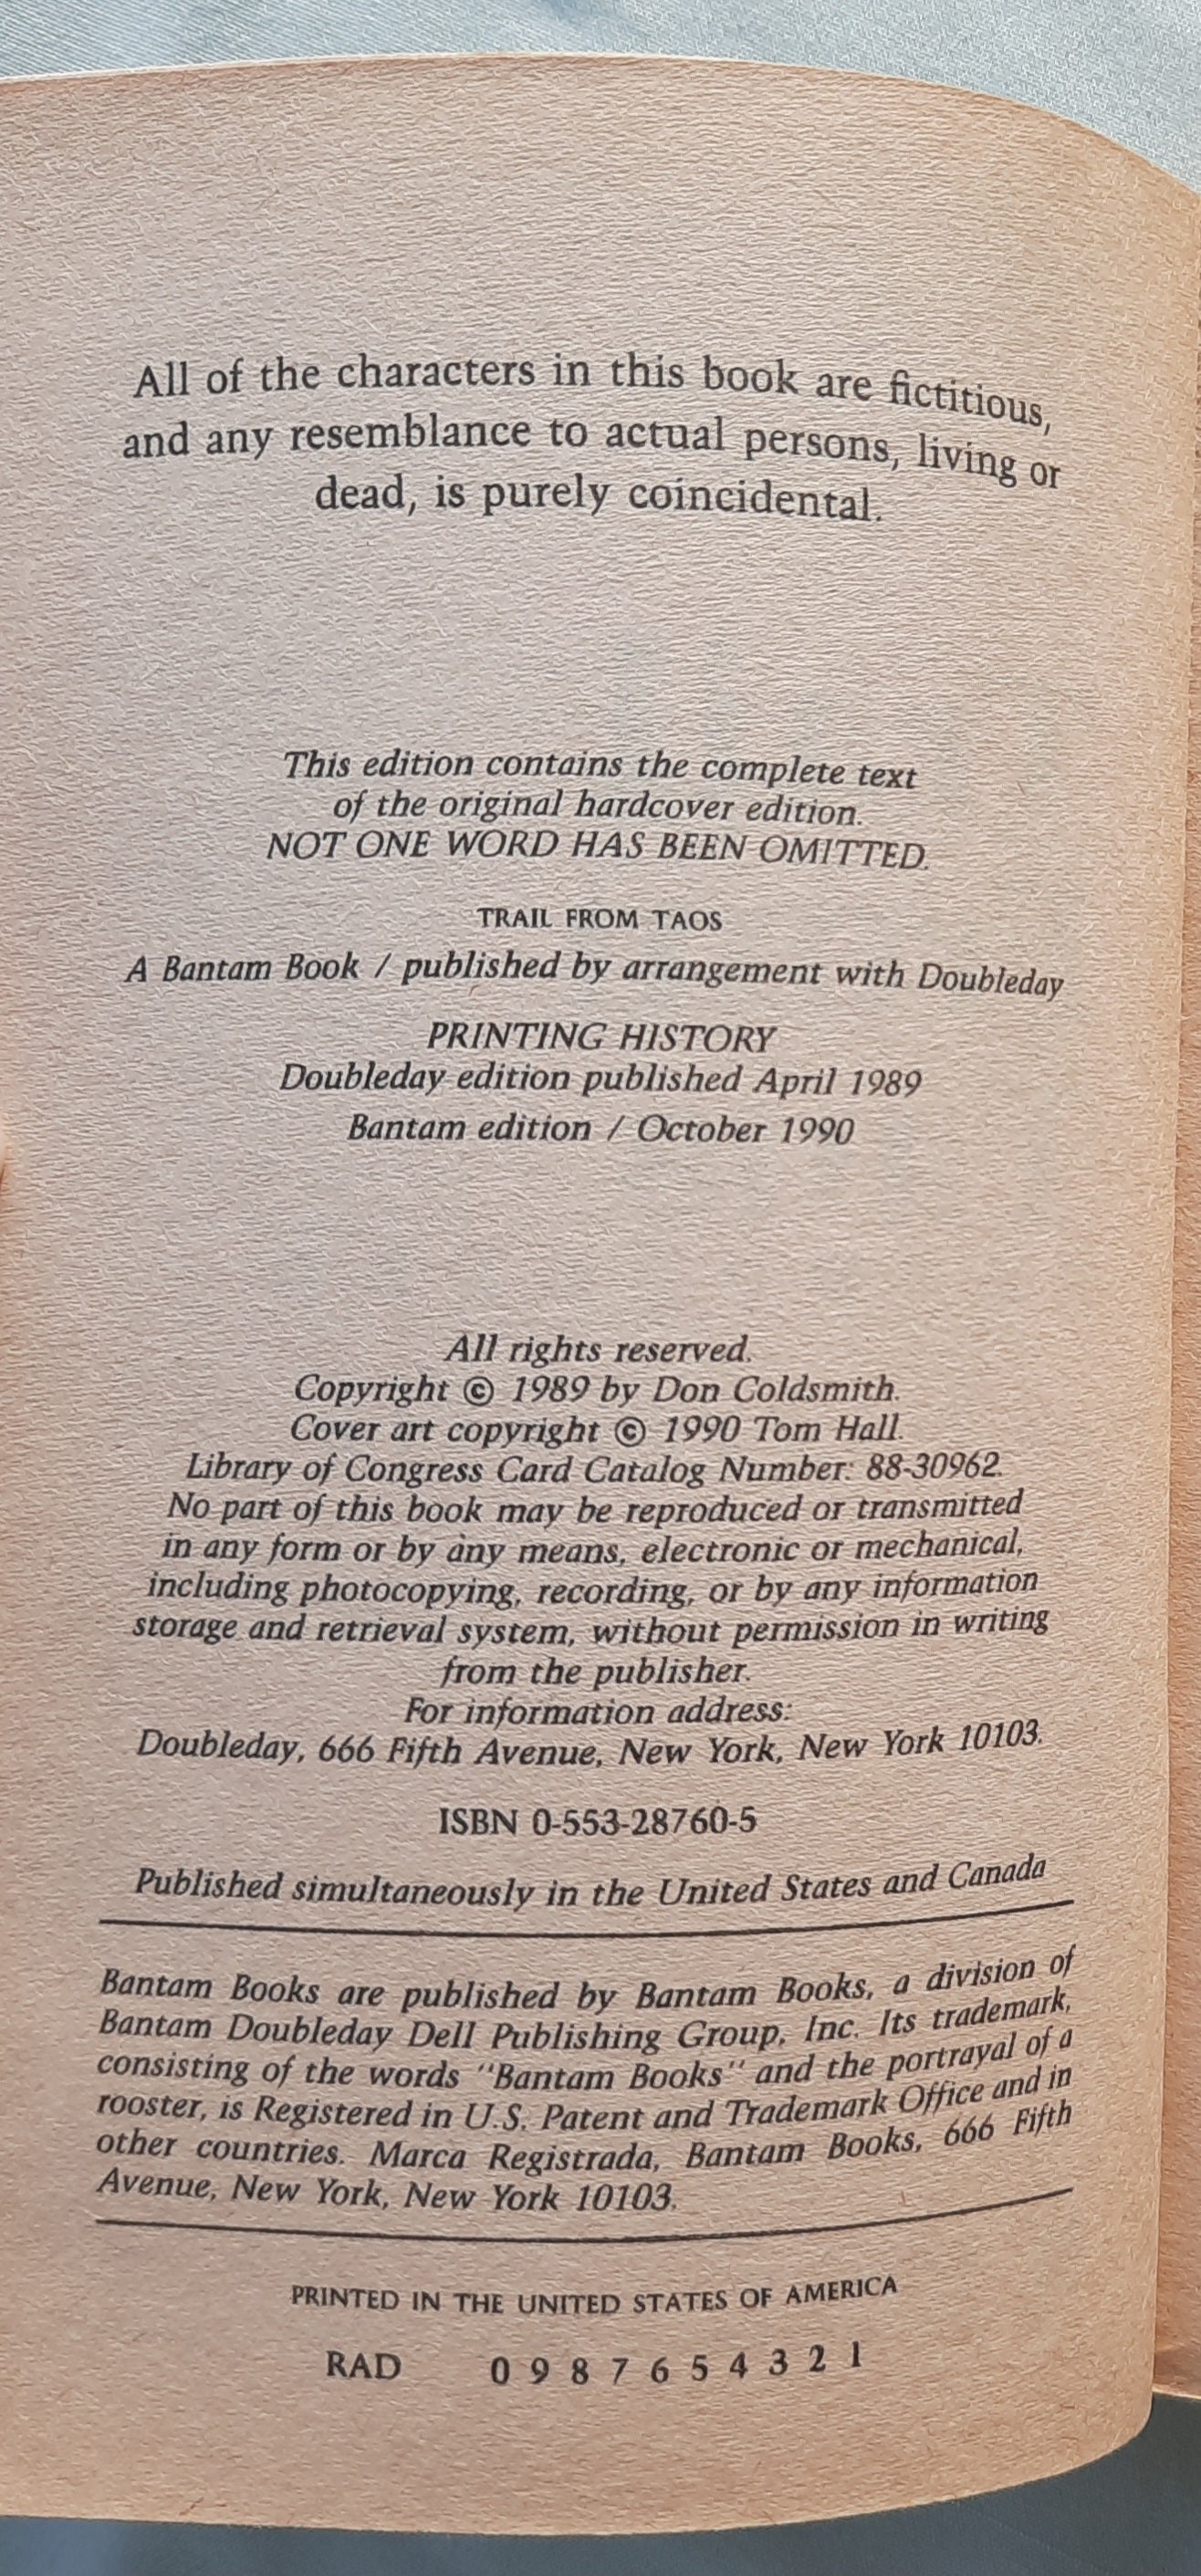 All of the characters in this book are fictitious,
and any resemblance to actual persons, living or
dead, is purely coincidental.
This edition contains the complete text
of the original hardcover edition.
NOT ONE WORD HAS BEEN OMITTED.
TRAIL FROM TAOS
A Bantam Book / published by arrangement with Doubleday
PRINTING HISTORY
Doubleday edition published April 1989
Bantam edition / October 1990
All rights reserved.
Copyright © 1989 by Don Coldsmith.
Cover art copyright © 1990 Tom Hall.
Library of Congress Card Catalog Number: 88-30962.
No part of this book may be reproduced or transmitted
in any form or by any means, electronic or mechanical,
including photocopying, recording, or by any information
storage and retrieval system, without permission in writing
from the publisher.
For information address:
Doubleday, 666 Fifth Avenue, New York, New York 10103.
ISBN 0-553-28760-5
Published simultaneously in the United States and Canada
Bantam Books are published by Bantam Books, a division of
Bantam Doubleday Dell Publishing Group, Inc. Its trademark,
consisting of the words "Bantam Books" and the portrayal of a
rooster, is Registered in U.S. Patent and Trademark Office and in
other countries. Marca Registrada, Bantam Books, 666 Fifth
Avenue, New York, New York 10103.
PRINTED IN THE UNITED STATES OF AMERICA
RAD 0 9 8 7 6 5 4 3 2 1